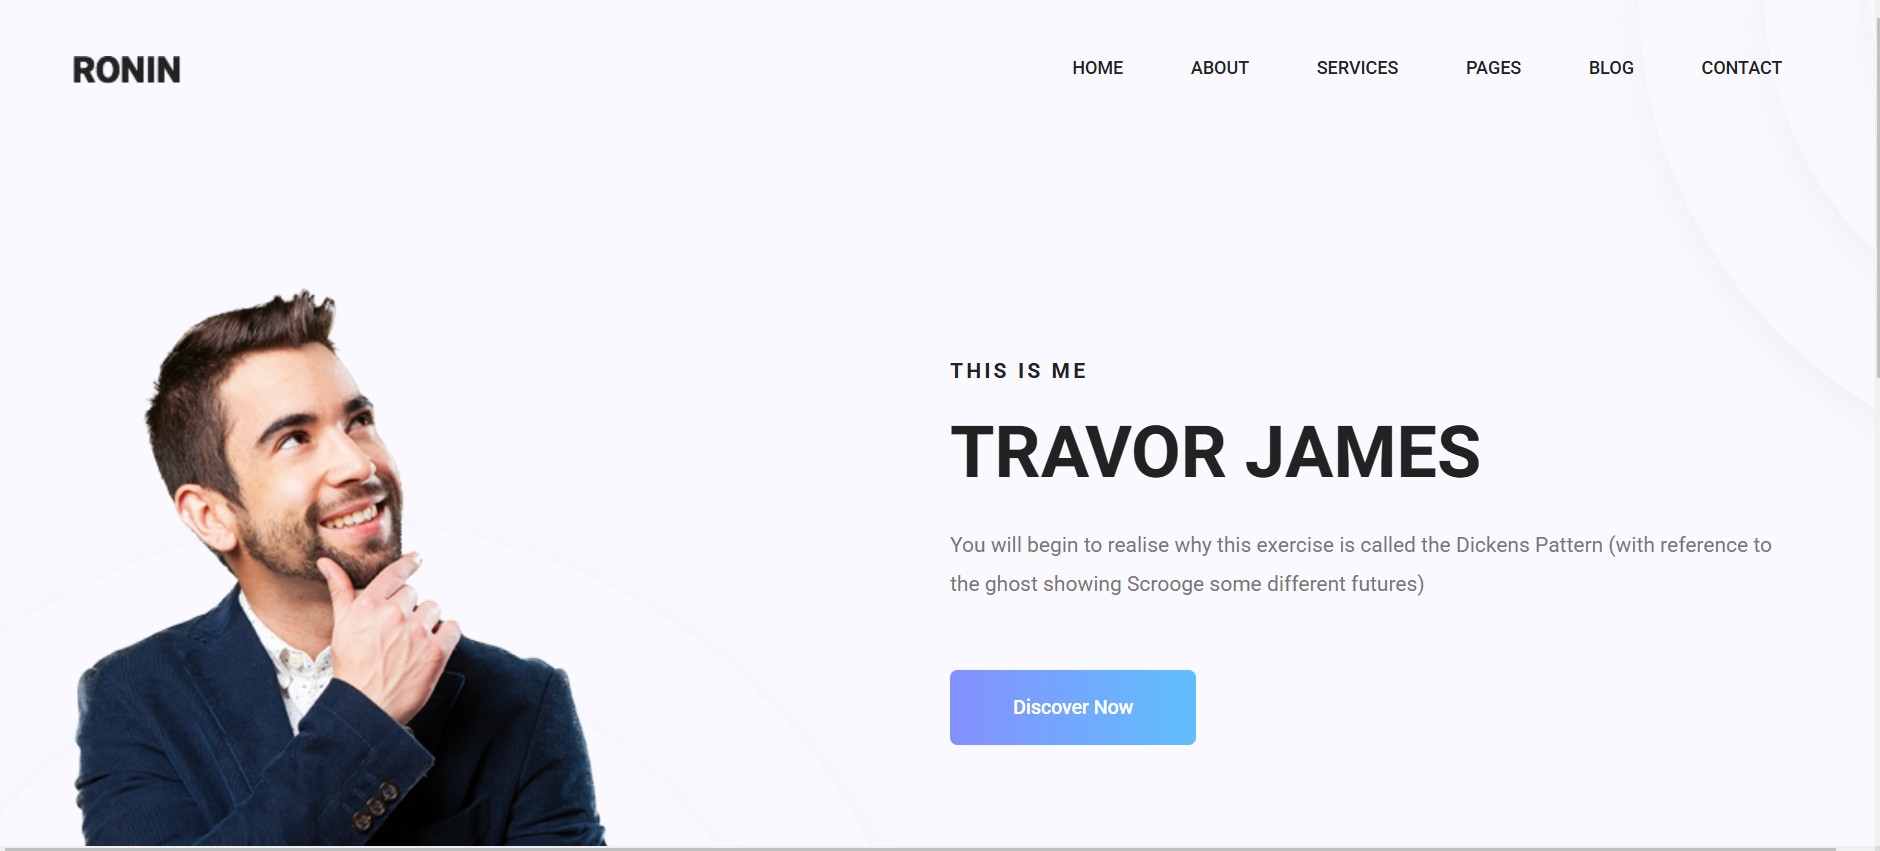 RONIN
HOME ABOUT SERVICES PAGES BLOG CONTACT
THIS IS ME
TRAVOR JAMES
You will begin to realise why this exercise is called the Dickens Pattern (with reference to
the ghost showing Scrooge some different futures)
Discover Now